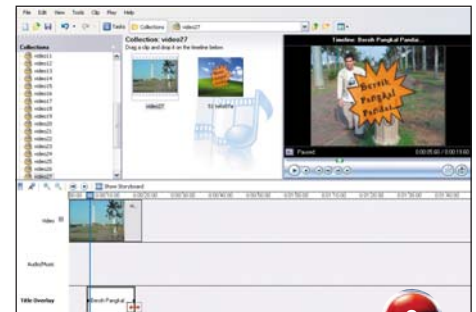 File Edit View Tools Clip Play Help
Tasks Collections video27
Collections
video11
video12
video13
video14
video15
video16
video17
video18
video19
video20
video21
video22
video23
video24
video25
video26
video27
Collection: video27
Drag a clip and drop it on the timeline below.
video27
Timeline: Bersih Pangkal Pandai...
Bersih
Pangkal
Pandai...
Paused
Show Storyboard
Video
Audio/Music
Title Overlay
Bersih Pangkal